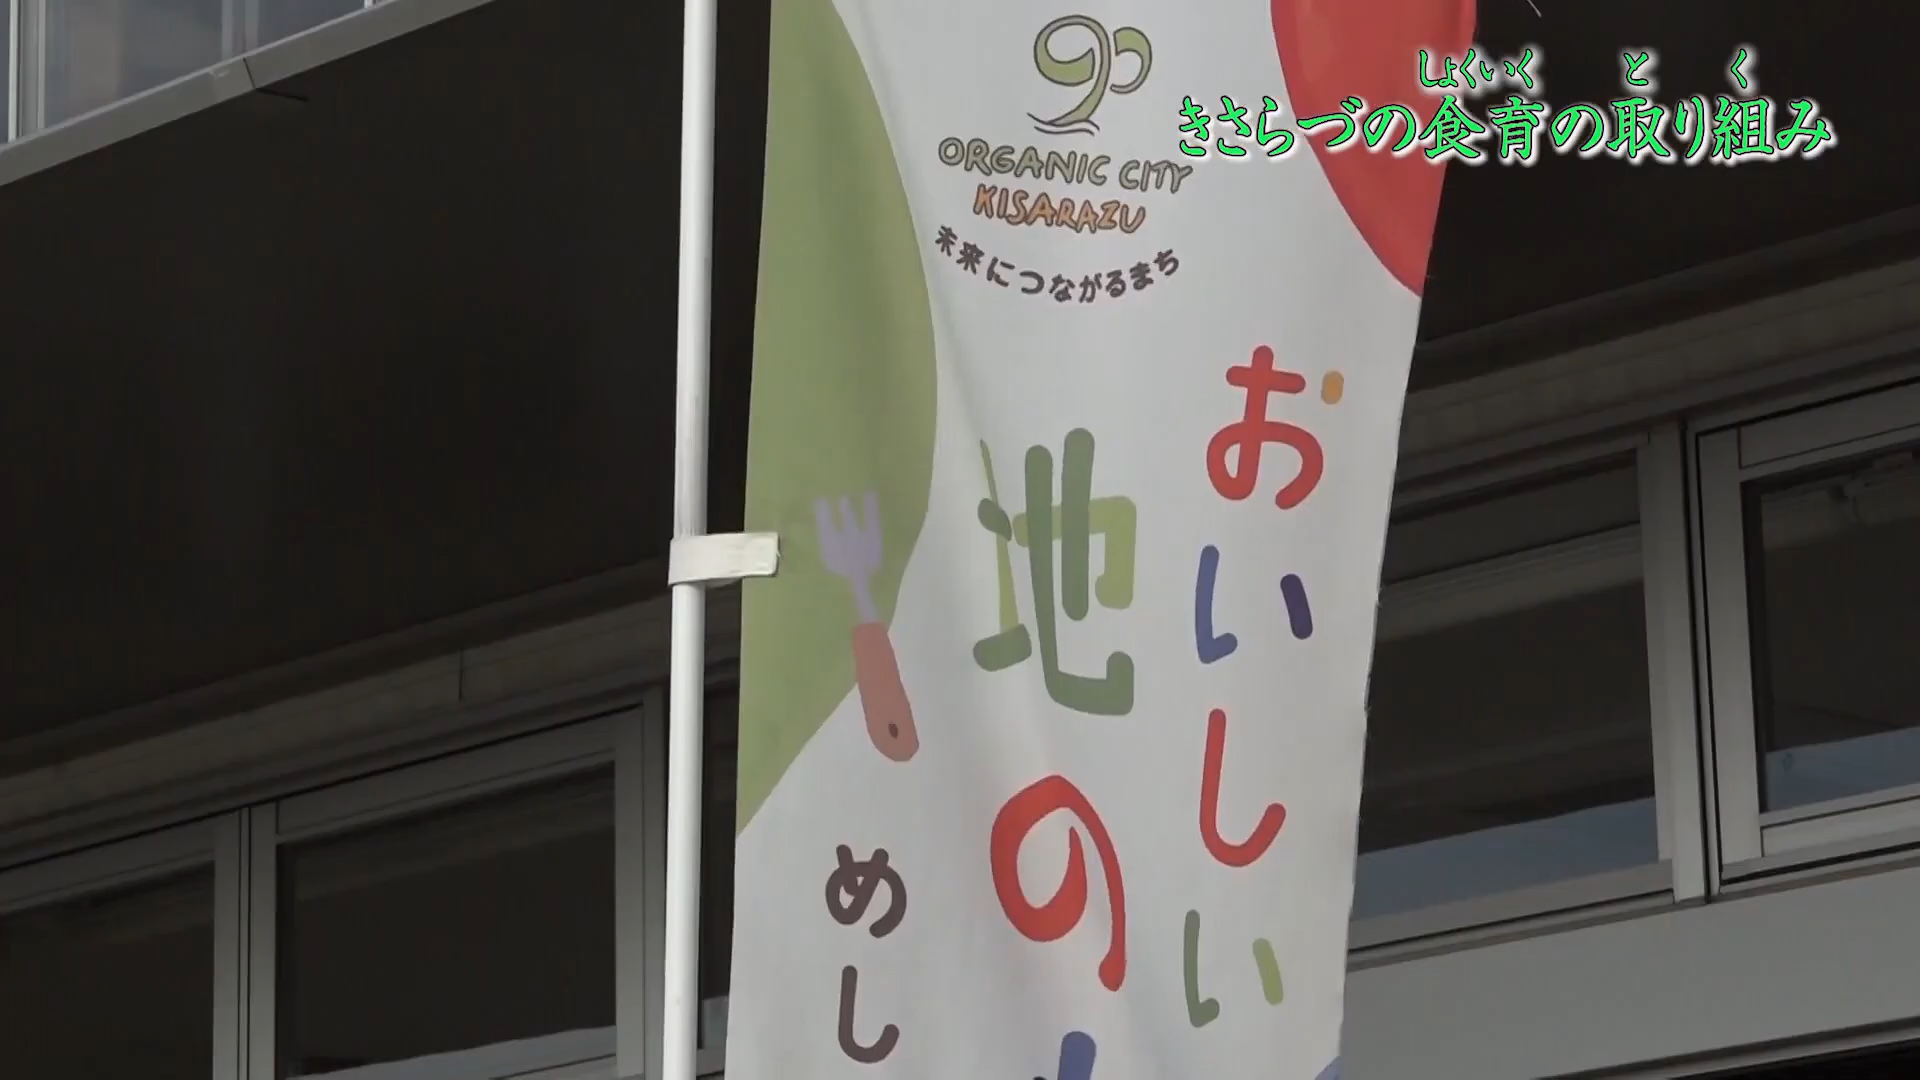 しょくいく と く
きさらづの食育の取り組み
ORGANIC CITY
KISARAZU
未来につながるまち
おいしい
地の
めし